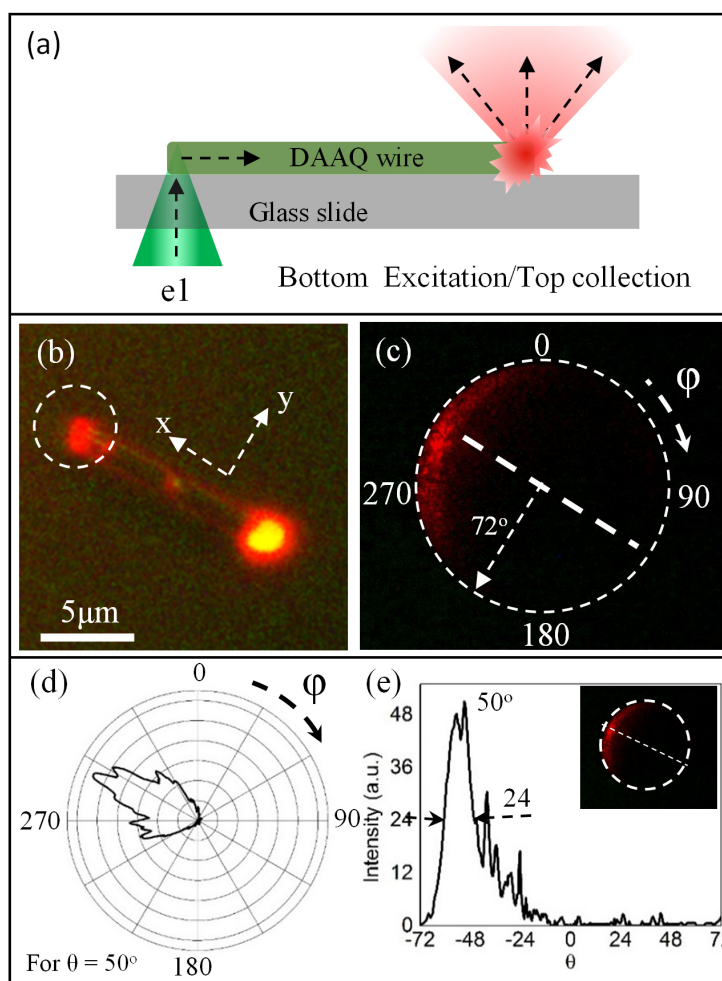 (a)
DAAQ wire
Glass slide
e1
Bottom Excitation/Top collection
(b)
x
y
5μm
(c)
0
φ
270
90
72°
180
(d)
0
φ
270
90
For θ = 50°
180
(e)
50°
48
36
24
24
12
0
Intensity (a.u.)
-72 -48 -24 0 24 48 7
θ